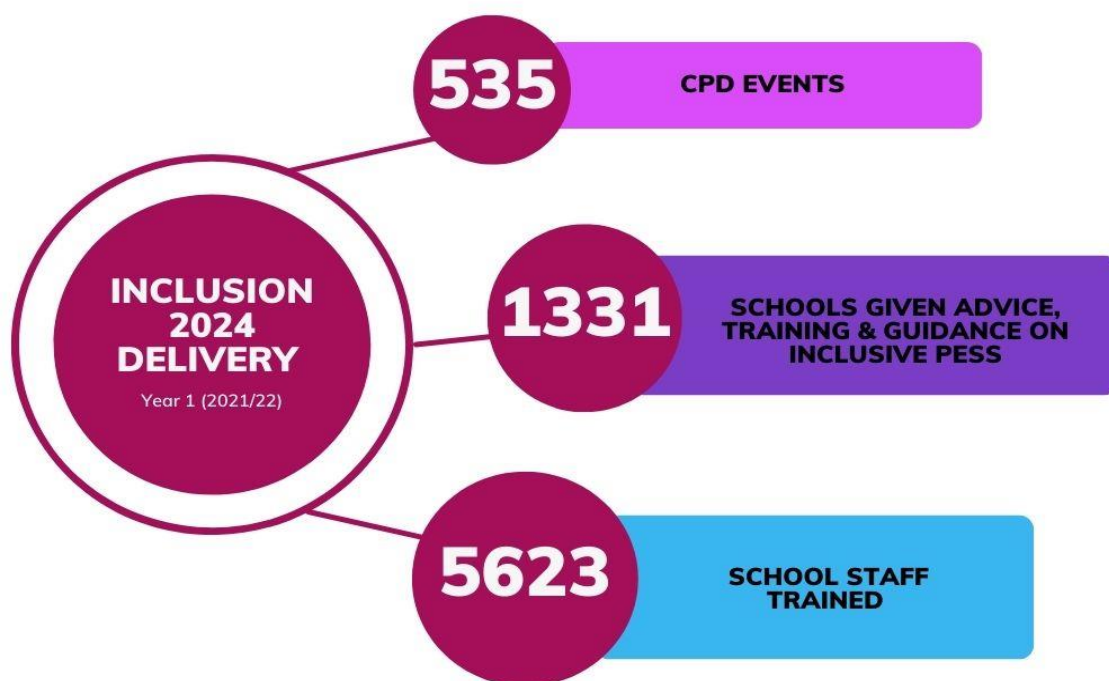 535
CPD EVENTS
INCLUSION
2024
DELIVERY
Year 1 (2021/22)
1331
SCHOOLS GIVEN ADVICE,
TRAINING & GUIDANCE ON
INCLUSIVE PESS
5623
SCHOOL STAFF
TRAINED